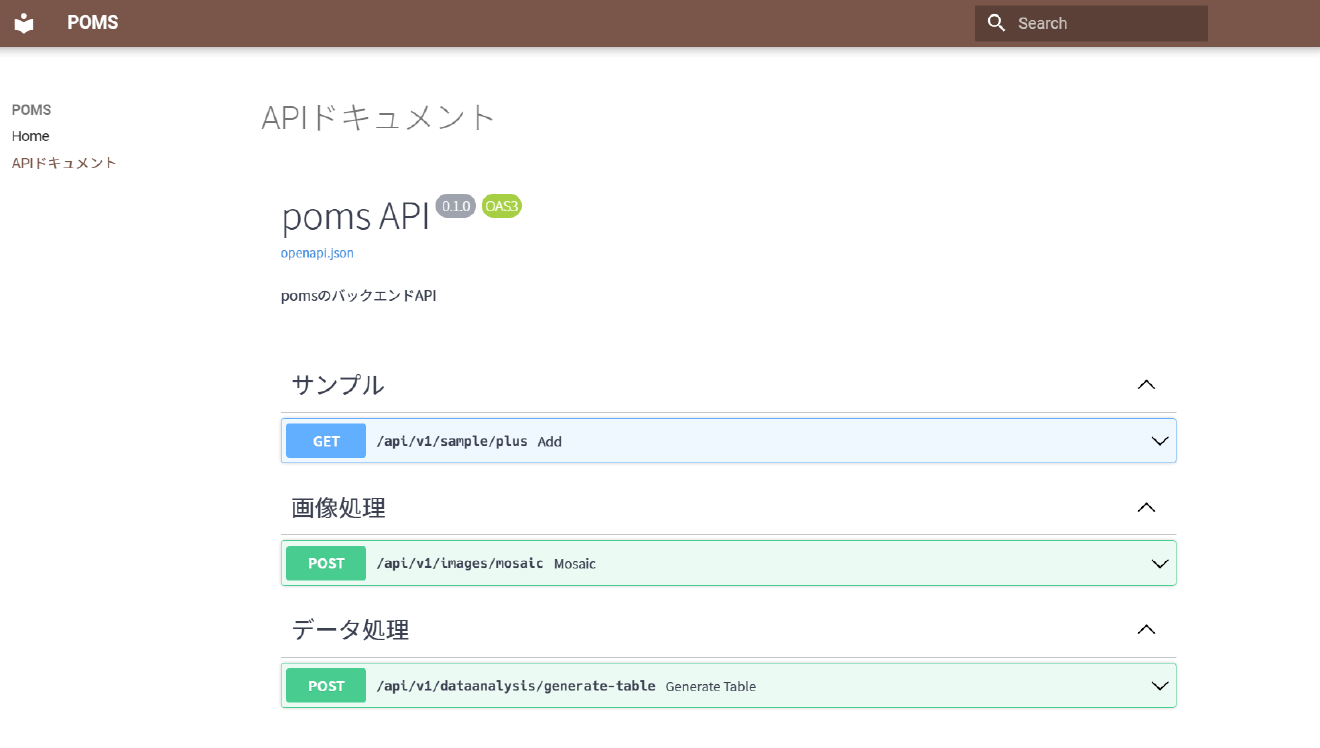 POMS
Search
POMS
Home
APIドキュメント
APIドキュメント
poms API 0.1.0 OAS3
openapi.json
pomsのバックエンドAPI
サンプル
GET /api/v1/sample/plus Add
画像処理
POST /api/v1/images/mosaic Mosaic
データ処理
POST /api/v1/dataanalysis/generate-table Generate Table